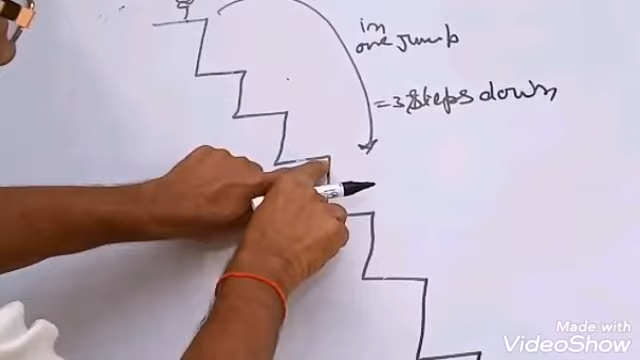 in
one jump
= 3 steps down
Made with
VideoShow